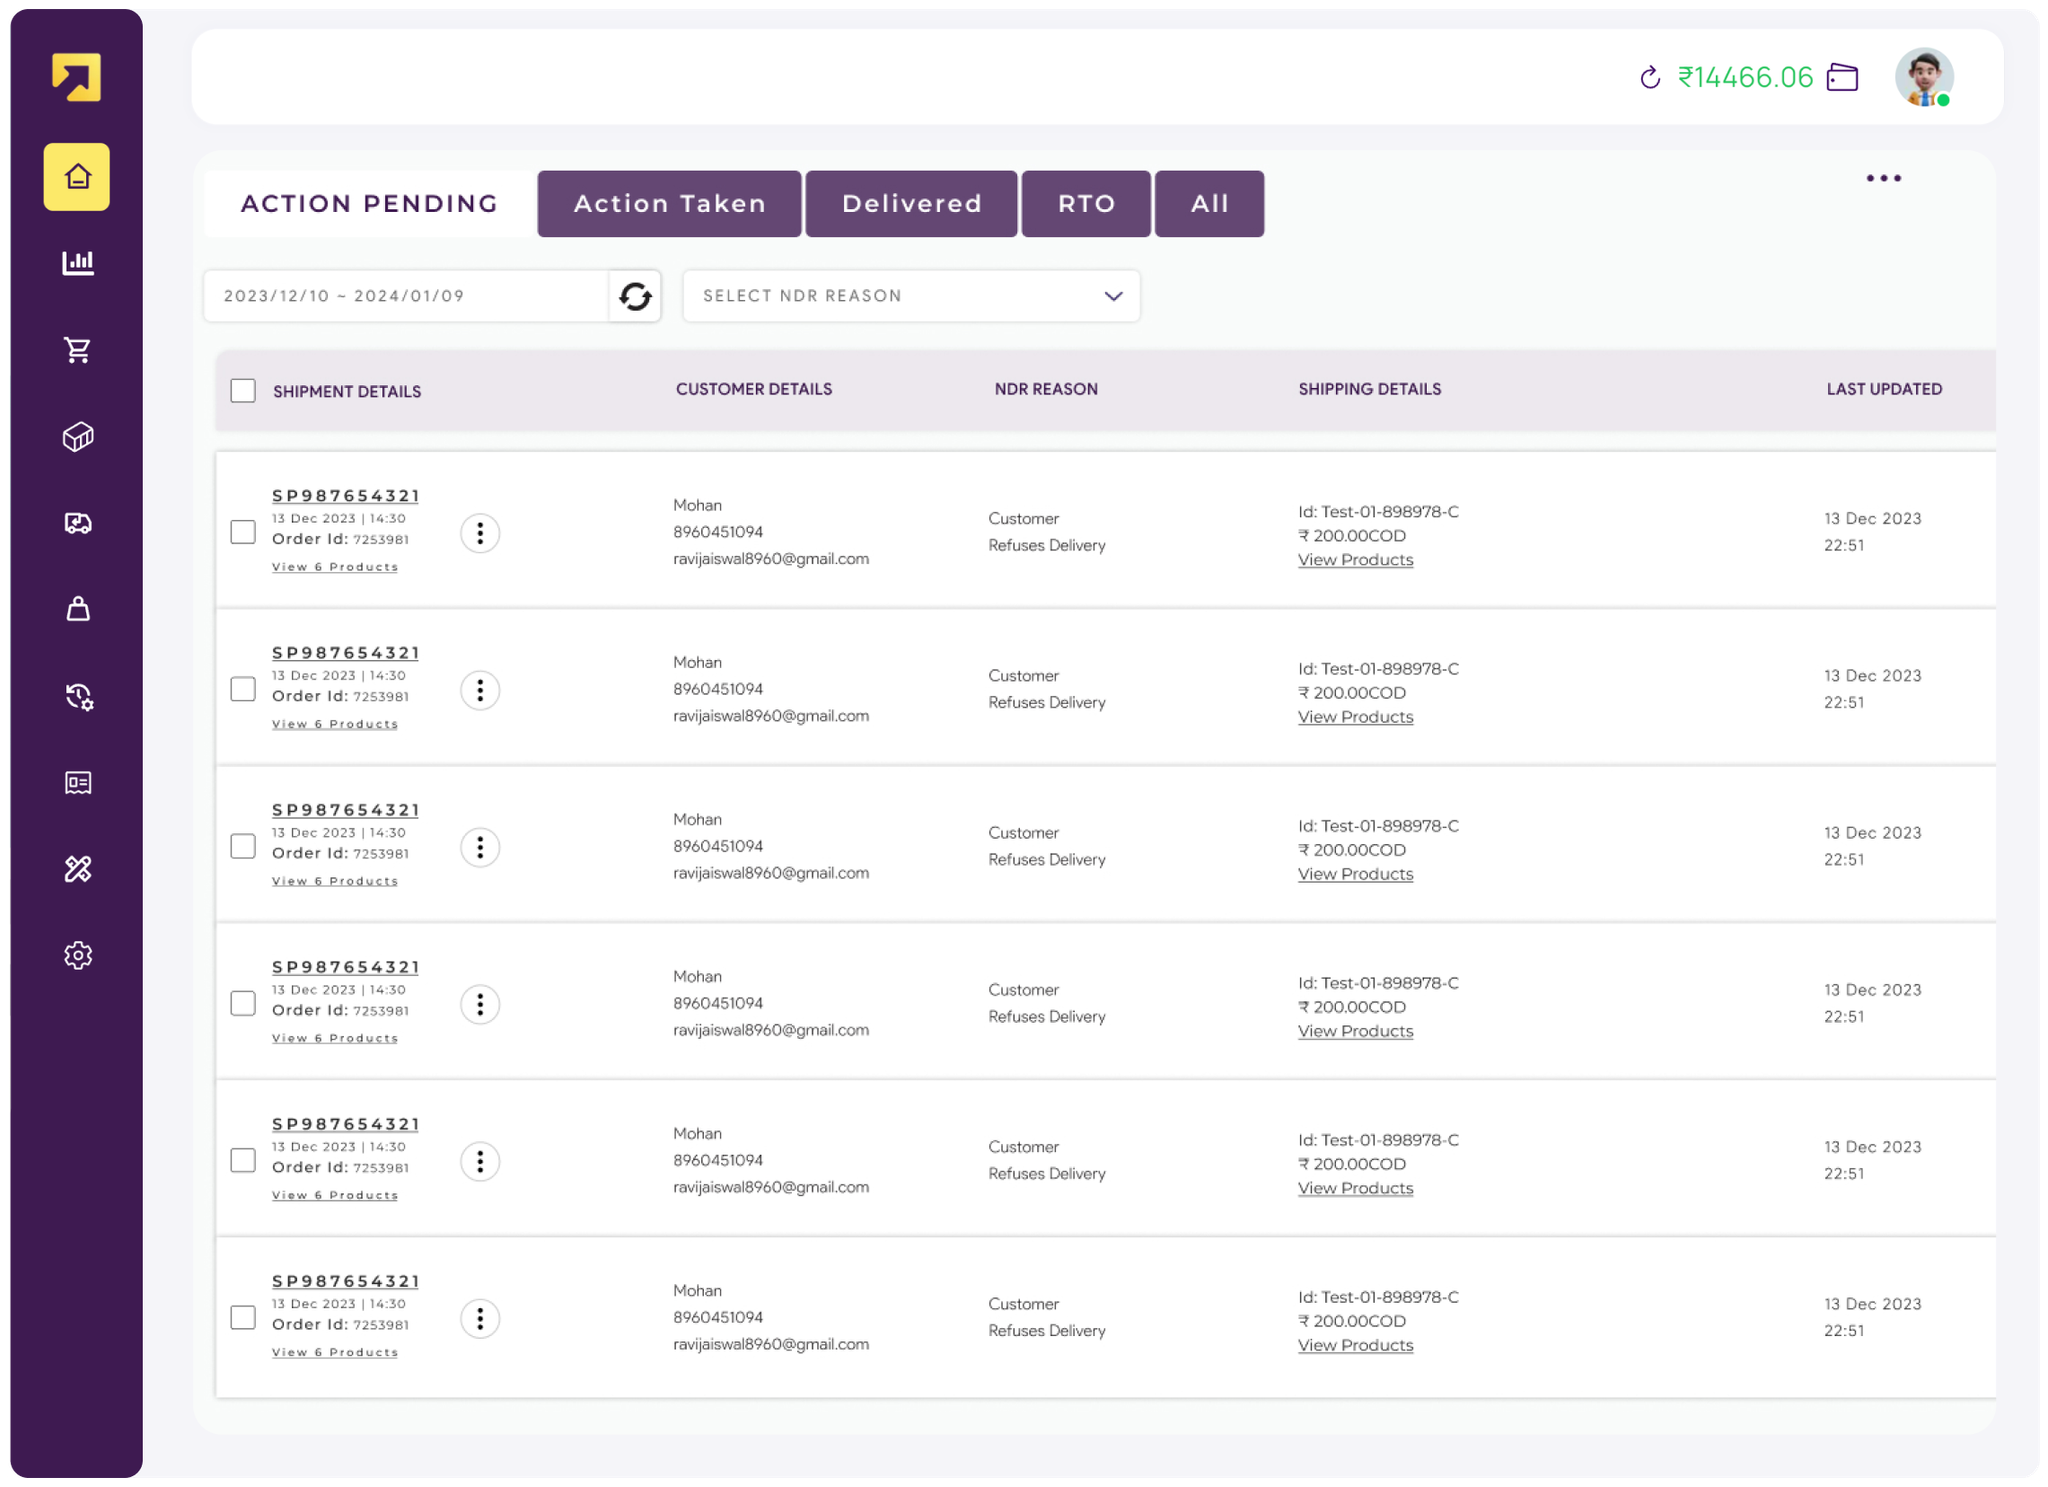 ₹14466.06
ACTION PENDING Action Taken Delivered RTO All
2023/12/10 ~ 2024/01/09 SELECT NDR REASON
SHIPMENT DETAILS CUSTOMER DETAILS NDR REASON SHIPPING DETAILS LAST UPDATED
SP987654321
13 Dec 2023 | 14:30
Order Id: 7253981
View 6 Products
Mohan
8960451094
ravijaiswal8960@gmail.com
Customer
Refuses Delivery
Id: Test-01-898978-C
₹ 200.00COD
View Products
13 Dec 2023
22:51
SP987654321
13 Dec 2023 | 14:30
Order Id: 7253981
View 6 Products
Mohan
8960451094
ravijaiswal8960@gmail.com
Customer
Refuses Delivery
Id: Test-01-898978-C
₹ 200.00COD
View Products
13 Dec 2023
22:51
SP987654321
13 Dec 2023 | 14:30
Order Id: 7253981
View 6 Products
Mohan
8960451094
ravijaiswal8960@gmail.com
Customer
Refuses Delivery
Id: Test-01-898978-C
₹ 200.00COD
View Products
13 Dec 2023
22:51
SP987654321
13 Dec 2023 | 14:30
Order Id: 7253981
View 6 Products
Mohan
8960451094
ravijaiswal8960@gmail.com
Customer
Refuses Delivery
Id: Test-01-898978-C
₹ 200.00COD
View Products
13 Dec 2023
22:51
SP987654321
13 Dec 2023 | 14:30
Order Id: 7253981
View 6 Products
Mohan
8960451094
ravijaiswal8960@gmail.com
Customer
Refuses Delivery
Id: Test-01-898978-C
₹ 200.00COD
View Products
13 Dec 2023
22:51
SP987654321
13 Dec 2023 | 14:30
Order Id: 7253981
View 6 Products
Mohan
8960451094
ravijaiswal8960@gmail.com
Customer
Refuses Delivery
Id: Test-01-898978-C
₹ 200.00COD
View Products
13 Dec 2023
22:51